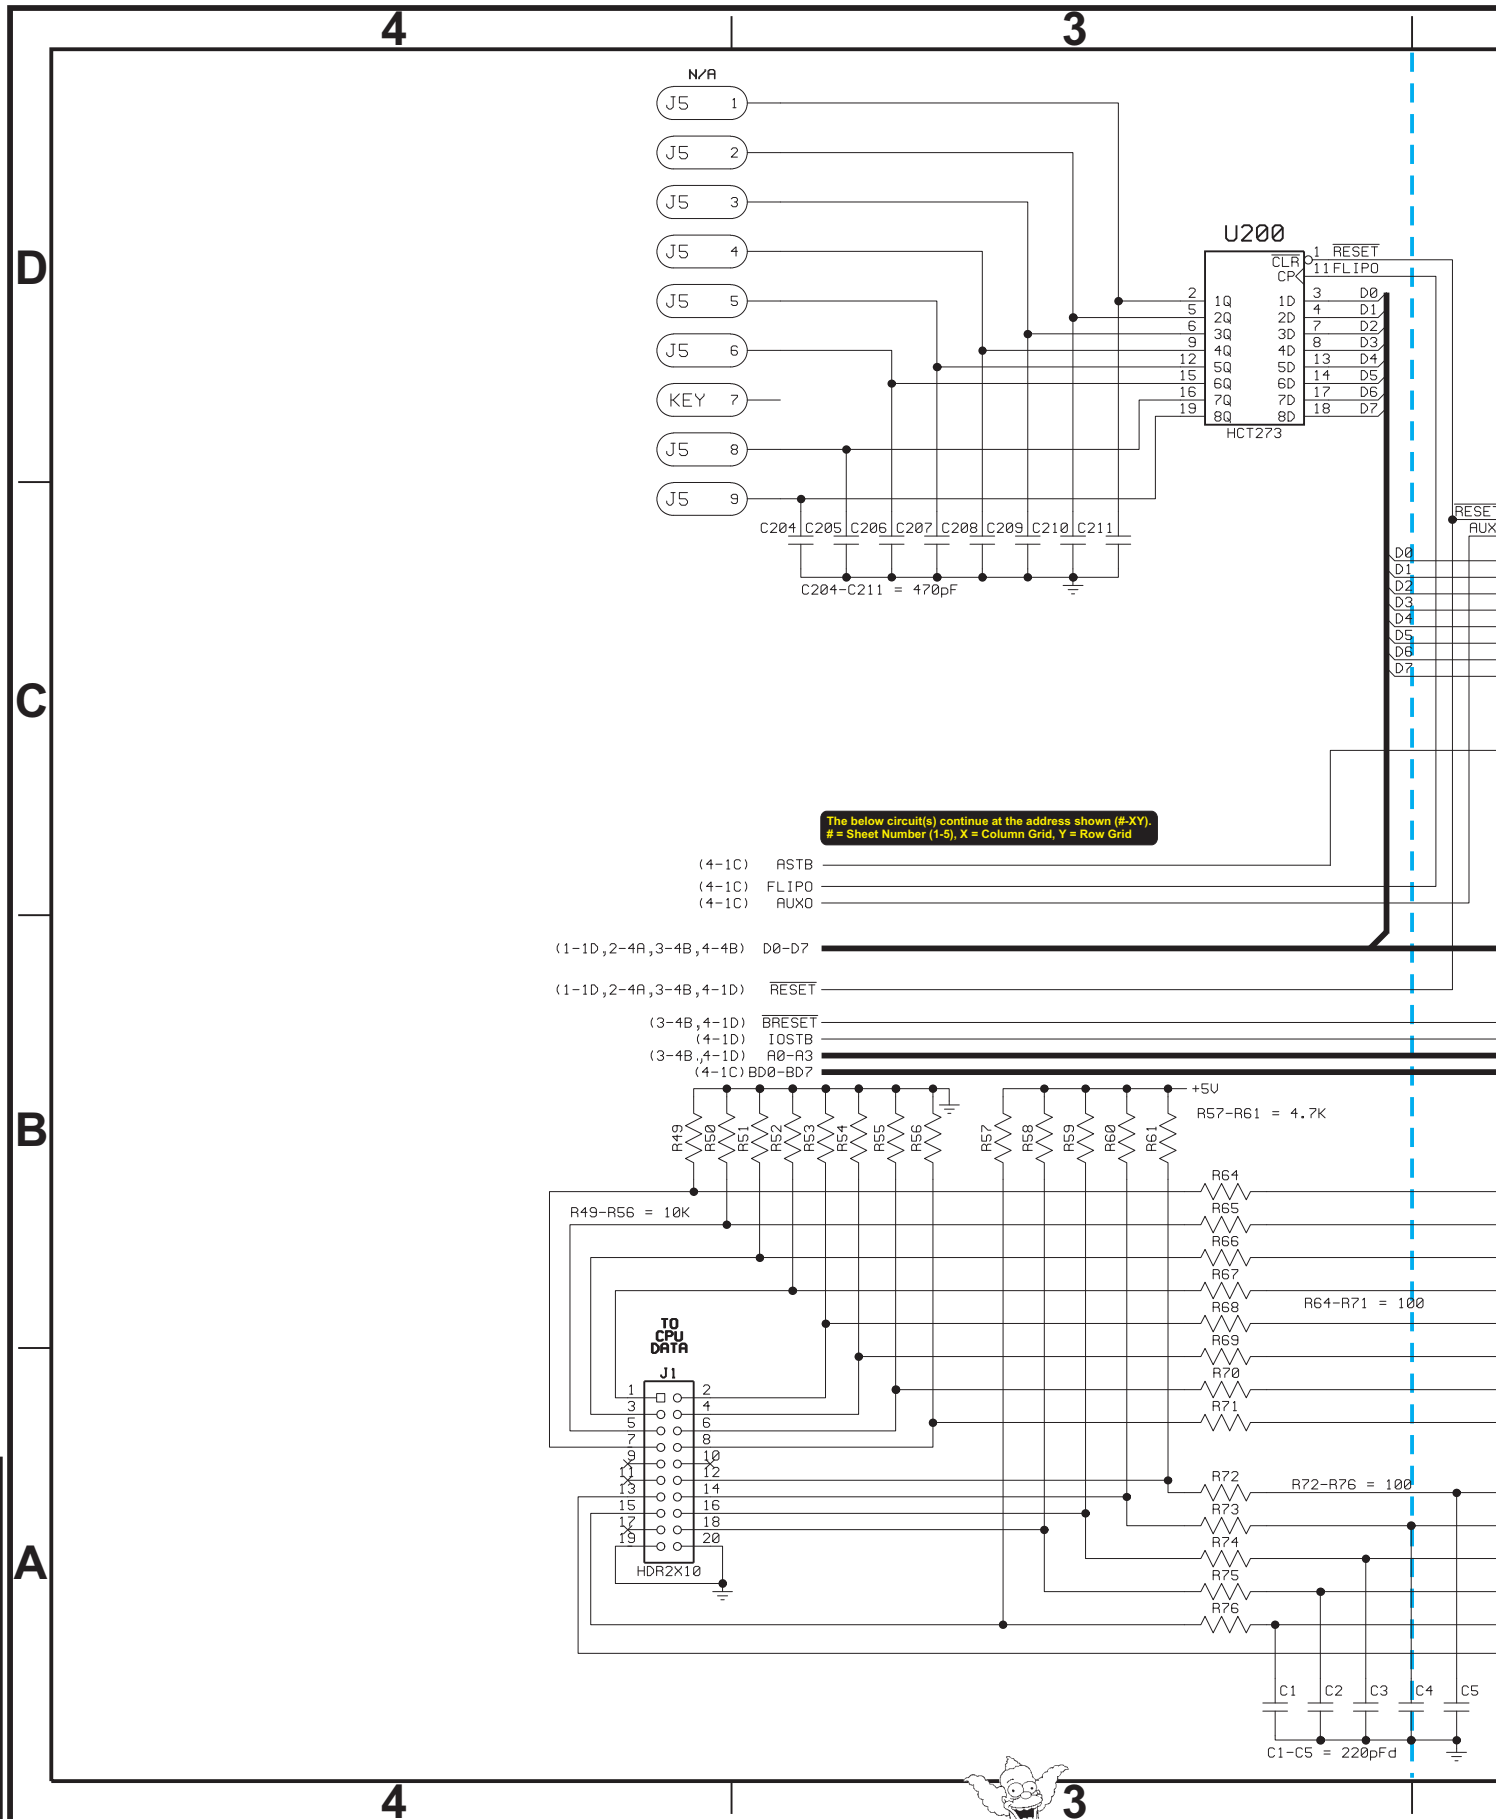 4 3
N/A
J5 1
J5 2
J5 3
J5 4
J5 5
J5 6
KEY 7
J5 8
J5 9
D
U200
CLR 1 RESET
CP 11 FLIPO
2 1Q 1D 3 D0
5 2Q 2D 4 D1
6 3Q 3D 7 D2
9 4Q 4D 8 D3
12 5Q 5D 13 D4
15 6Q 6D 14 D5
16 7Q 7D 17 D6
19 8Q 8D 18 D7
HCT273
C204 C205 C206 C207 C208 C209 C210 C211
C204-C211 = 470pF
RESET
AUX
D0
D1
D2
D3
D4
D5
D6
D7
C
The below circuit(s) continue at the address shown (#-XY).
# = Sheet Number (1-5), X = Column Grid, Y = Row Grid
(4-1C) ASTB
(4-1C) FLIPO
(4-1C) AUXO
(1-1D,2-4A,3-4B,4-4B) D0-D7
(1-1D,2-4A,3-4B,4-1D) RESET
(3-4B,4-1D) BRESET
(4-1D) IOSTB
(3-4B,4-1D) A0-A3
(4-1C) BD0-BD7
+5V
B
R49 R50 R51 R52 R53 R54 R55 R56 R57 R58 R59 R60 R61
R57-R61 = 4.7K
R49-R56 = 10K
R64
R65
R66
R67
R64-R71 = 100
R68
R69
R70
R71
TO
CPU
DATA
J1
1 2
3 4
5 6
7 8
9 10
11 12
13 14
15 16
17 18
19 20
HDR2X10
A
R72
R72-R76 = 100
R73
R74
R75
R76
C1 C2 C3 C4 C5
C1-C5 = 220pFd
4 3